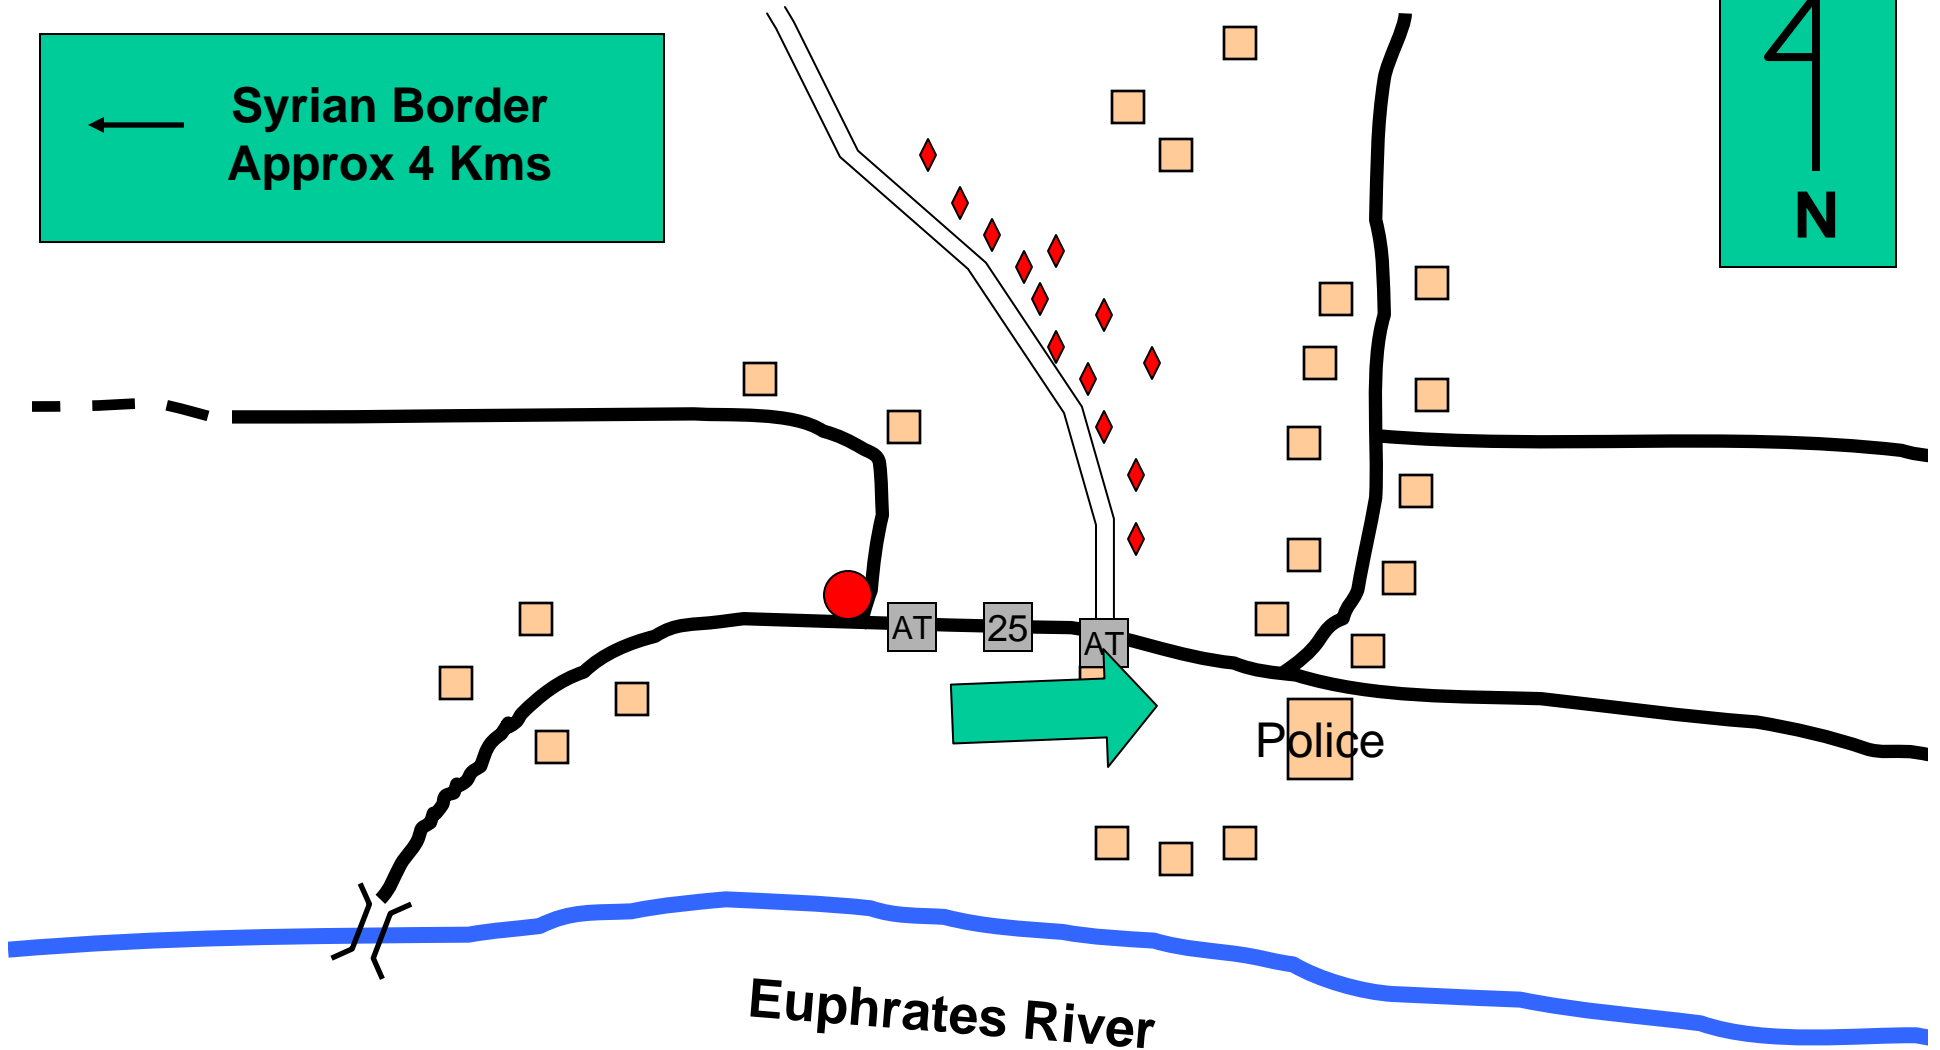 Syrian Border
Approx 4 Kms
N
AT
25
AT
Police
Euphrates River